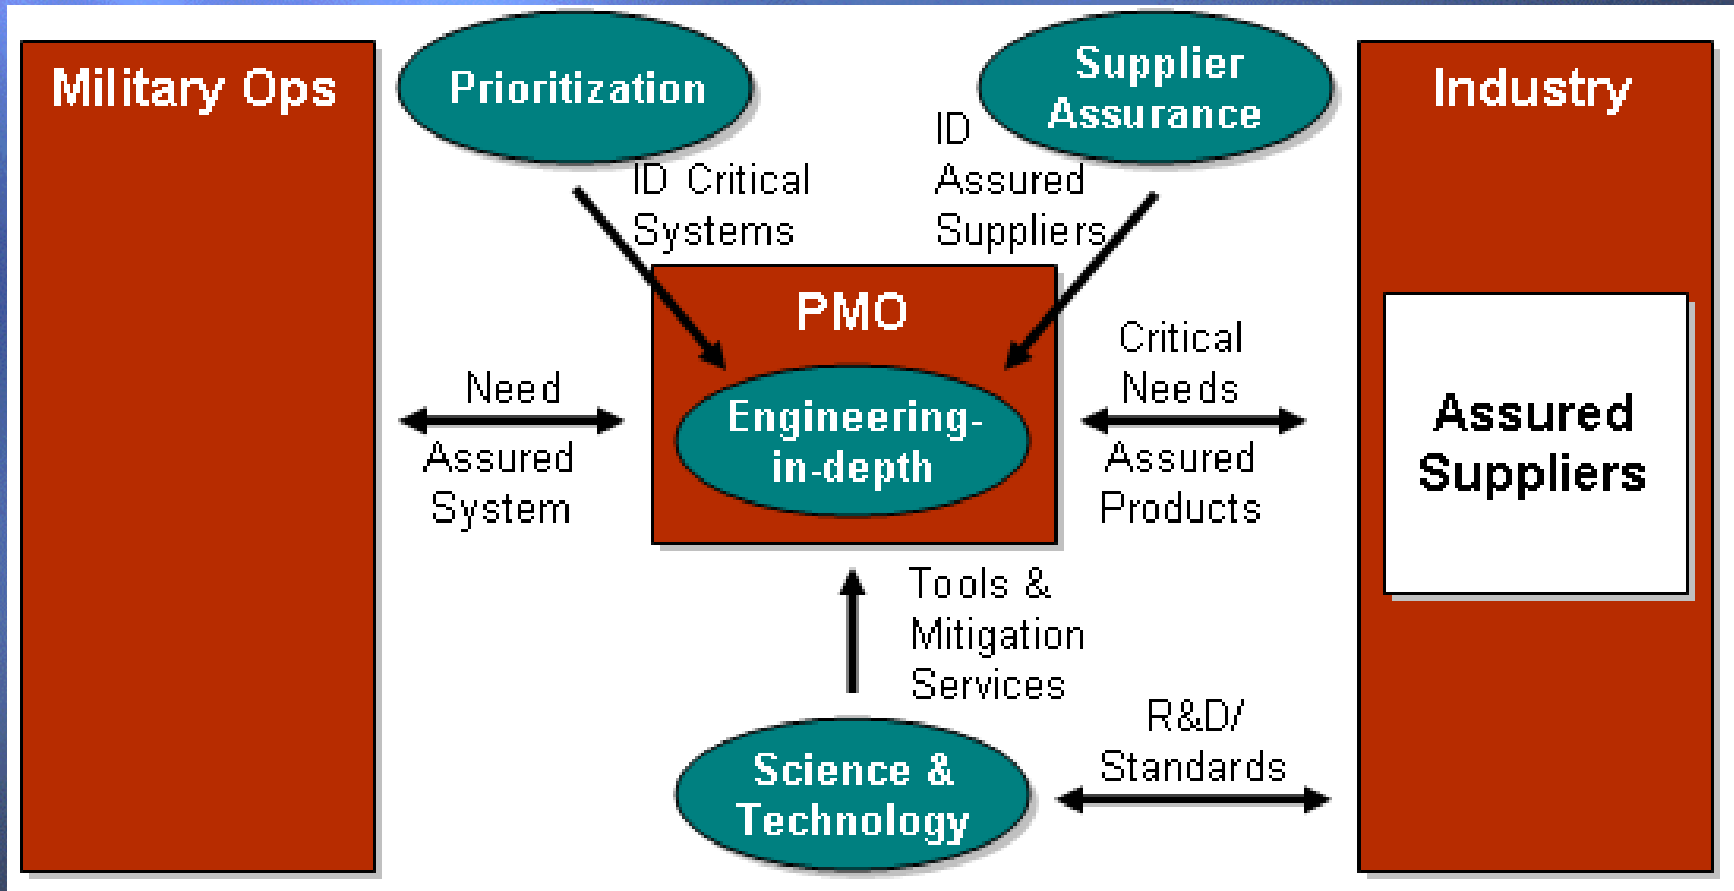 Military Ops
Prioritization
Supplier
Assurance
Industry
ID Critical
Systems
ID
Assured
Suppliers
PMO
Engineering-
in-depth
Need
Assured
System
Critical
Needs
Assured
Products
Assured
Suppliers
Tools &
Mitigation
Services
Science &
Technology
R&D/
Standards